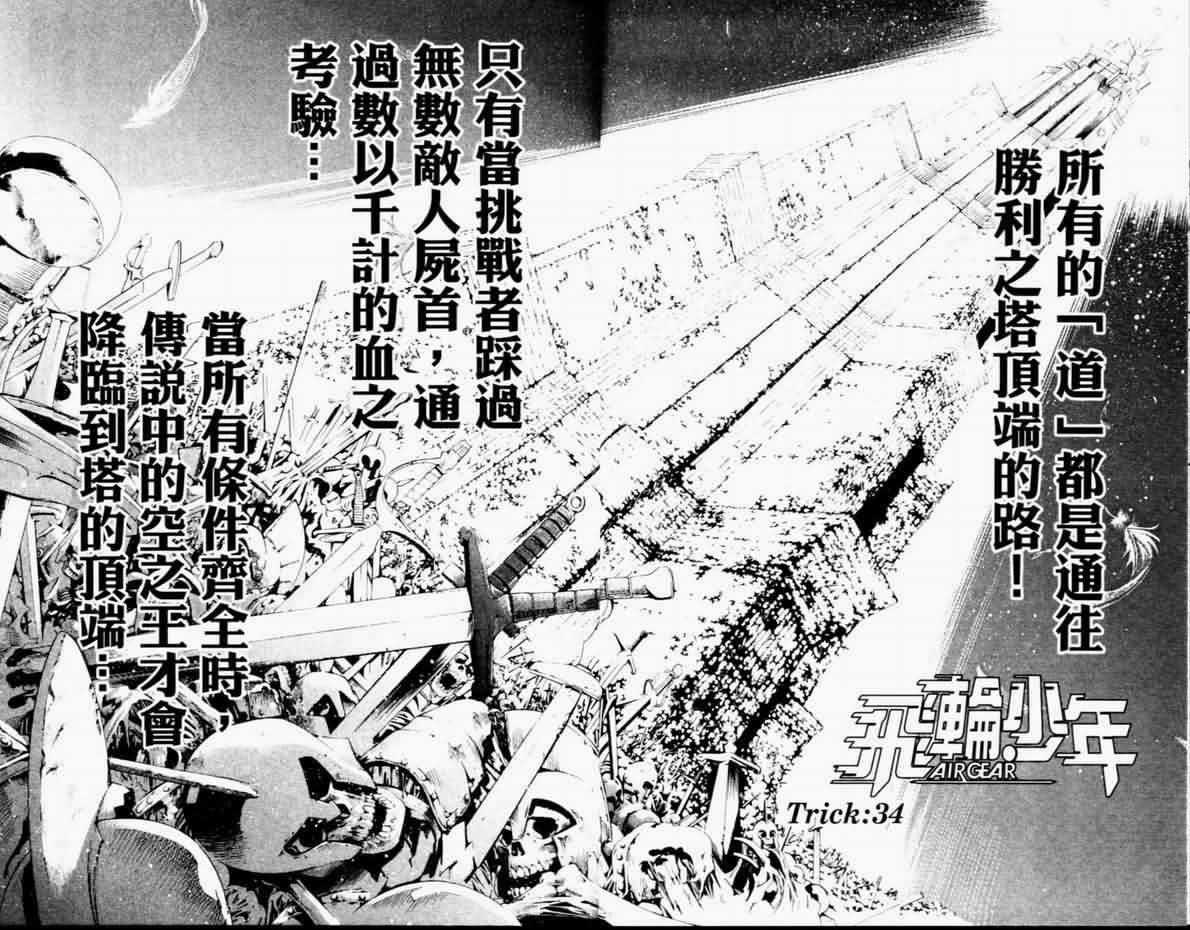 所有的「道」都是通往
勝利之塔頂端的路！
只有當挑戰者踩過
無數敵人屍首，通
過數以千計的血之
考驗…
當所有條件齊全時，
傳說中的空之王才會
降臨到塔的頂端…
飛輪少年
AIRGEAR
Trick:34